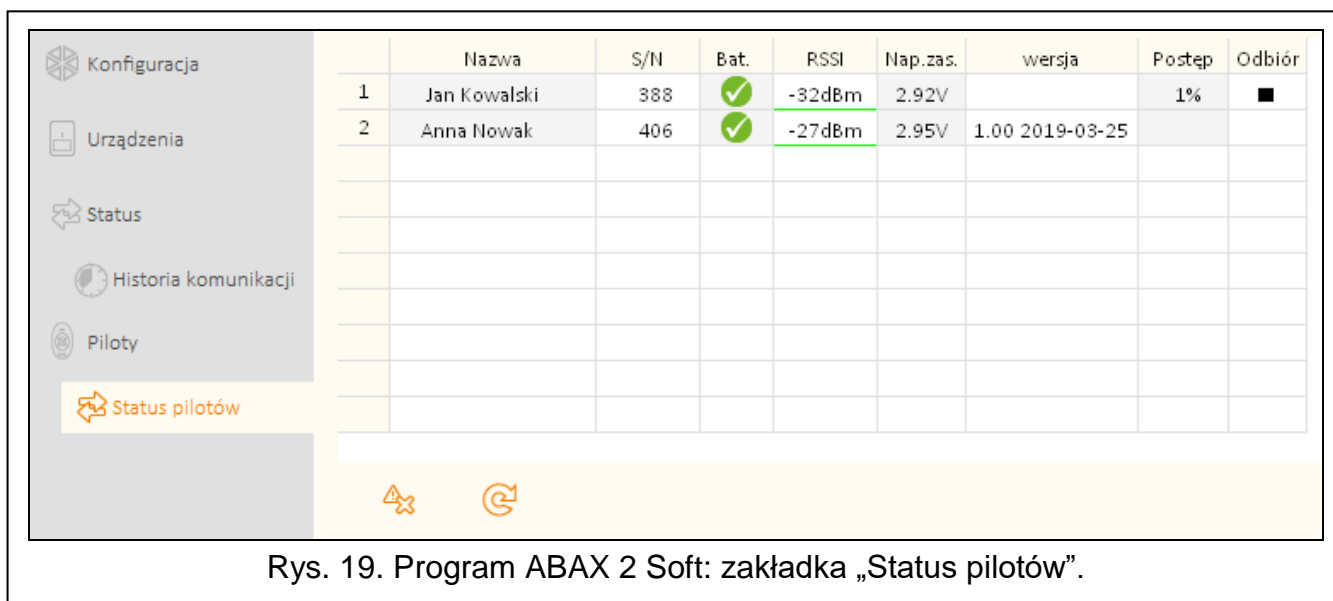 Konfiguracja
Urządzenia
Status
Historia komunikacji
Piloty
Status pilotów
Nazwa S/N Bat. RSSI Nap.zas. wersja Postęp Odbiór
1 Jan Kowalski 388 -32dBm 2.92V 1%
2 Anna Nowak 406 -27dBm 2.95V 1.00 2019-03-25
Rys. 19. Program ABAX 2 Soft: zakładka „Status pilotów”.